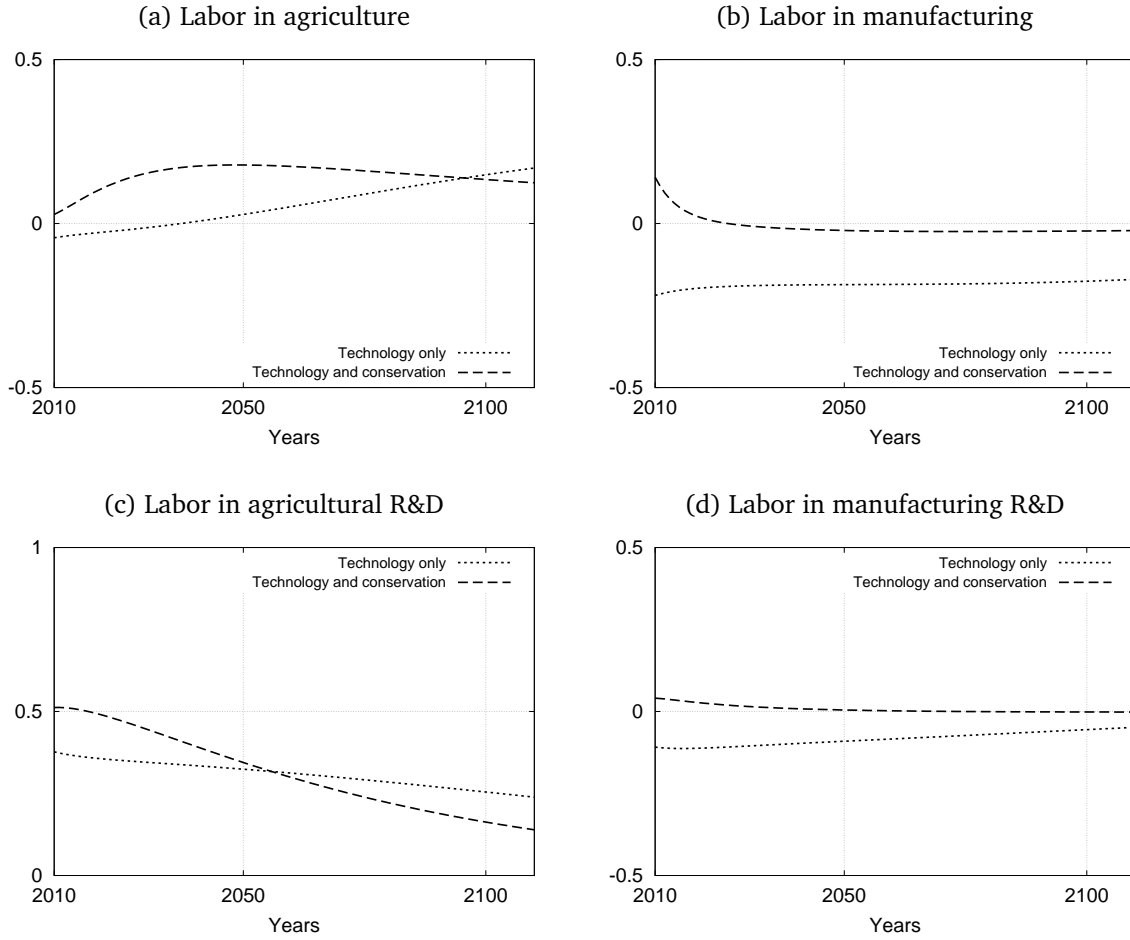 (a) Labor in agriculture
0.5
0
-0.5
Technology only
Technology and conservation
2010 2050 2100
Years
(b) Labor in manufacturing
0.5
0
-0.5
Technology only
Technology and conservation
2010 2050 2100
Years
(c) Labor in agricultural R&D
1
0.5
0
Technology only
Technology and conservation
2010 2050 2100
Years
(d) Labor in manufacturing R&D
0.5
0
-0.5
Technology only
Technology and conservation
2010 2050 2100
Years